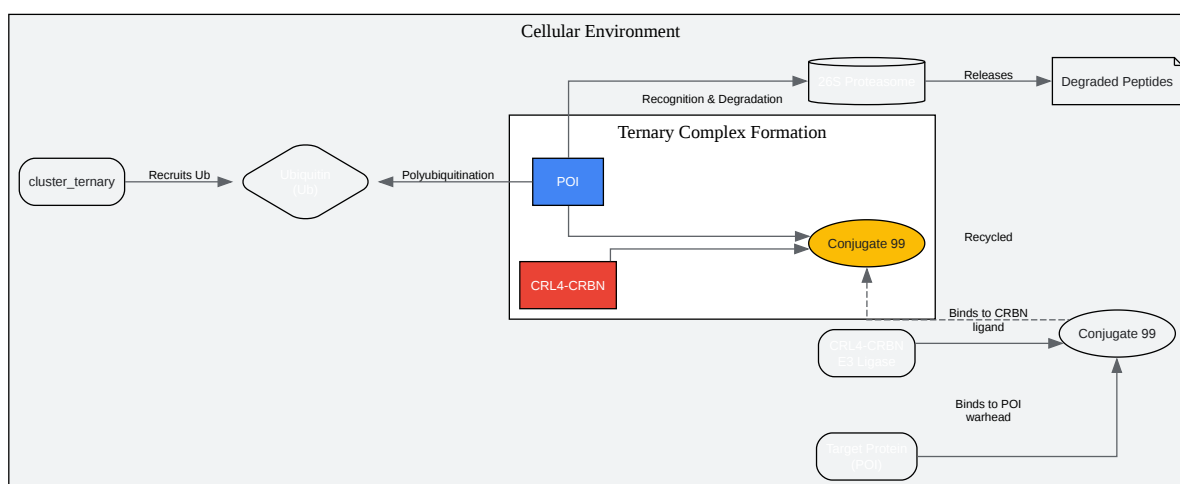 Cellular Environment
26S Proteasome
Releases
Degraded Peptides
Recognition & Degradation
Ternary Complex Formation
cluster_ternary
Recruits Ub
Ubiquitin
(Ub)
Polyubiquitination
POI
Conjugate 99
Recycled
CRL4-CRBN
Binds to CRBN
ligand
Conjugate 99
CRL4-CRBN
E3 Ligase
Binds to POI
warhead
Target Protein
(POI)